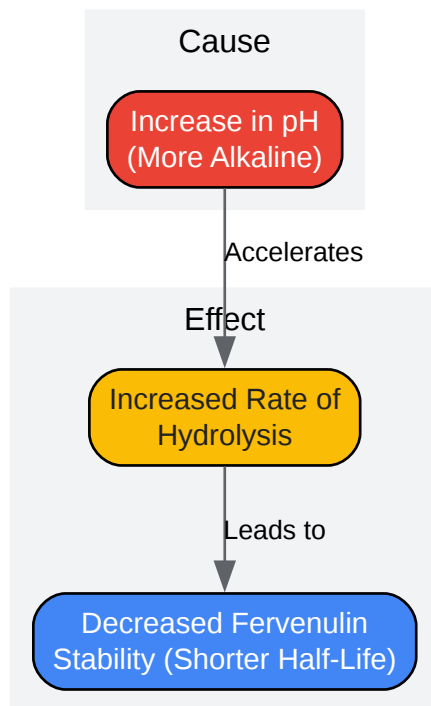 Cause
Increase in pH
(More Alkaline)
Accelerates
Effect
Increased Rate of
Hydrolysis
Leads to
Decreased Fervenulin
Stability (Shorter Half-Life)